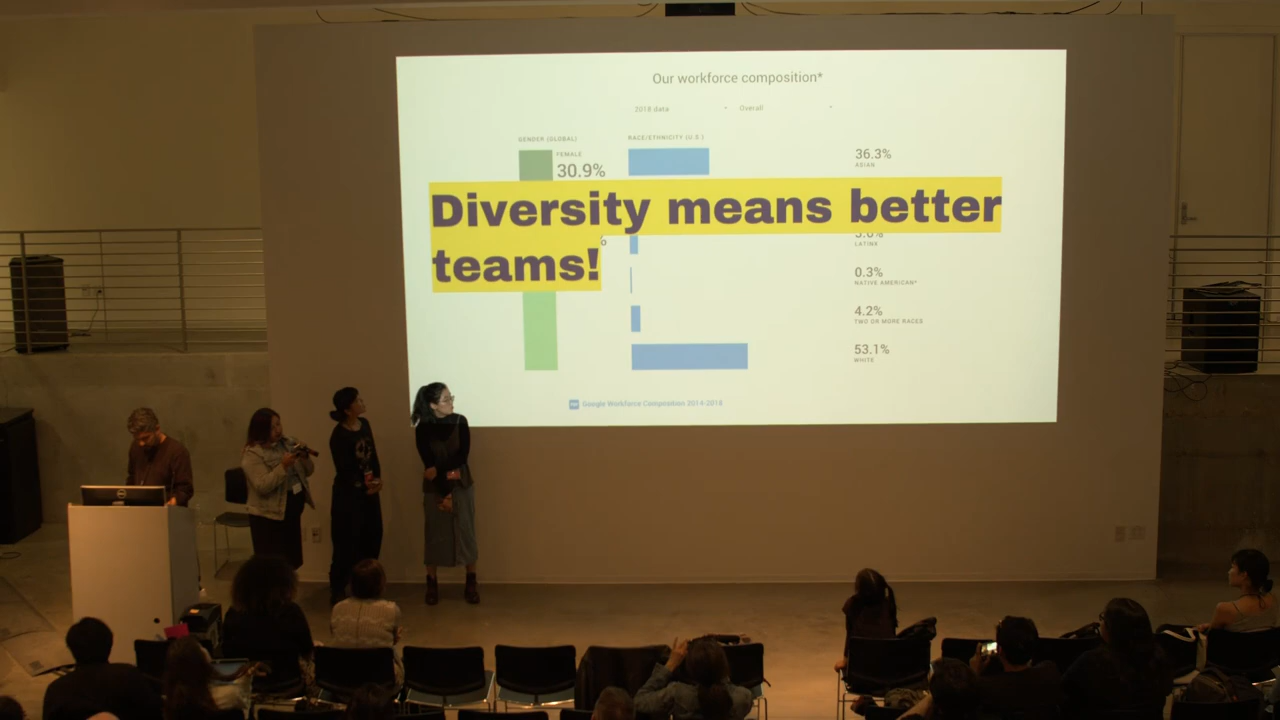 Our workforce composition*
2018 data
Overall
GENDER (GLOBAL)
RACE/ETHNICITY (U.S.)
FEMALE
30.9%
36.3%
ASIAN
Diversity means better
teams!
LATINX
0.3%
NATIVE AMERICAN*
4.2%
TWO OR MORE RACES
53.1%
WHITE
Google Workforce Composition 2014-2018
DELL